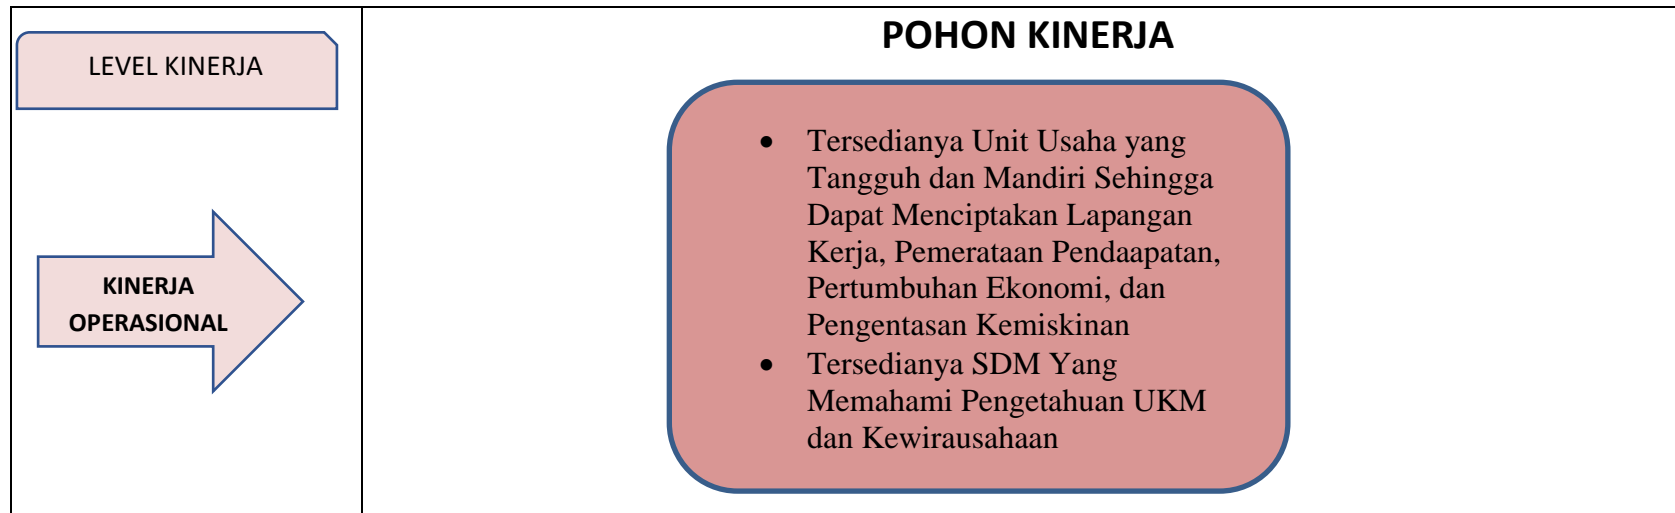 LEVEL KINERJA
KINERJA
OPERASIONAL
POHON KINERJA
• Tersedianya Unit Usaha yang
Tangguh dan Mandiri Sehingga
Dapat Menciptakan Lapangan
Kerja, Pemerataan Pendaapatan,
Pertumbuhan Ekonomi, dan
Pengentasan Kemiskinan
• Tersedianya SDM Yang
Memahami Pengetahuan UKM
dan Kewirausahaan